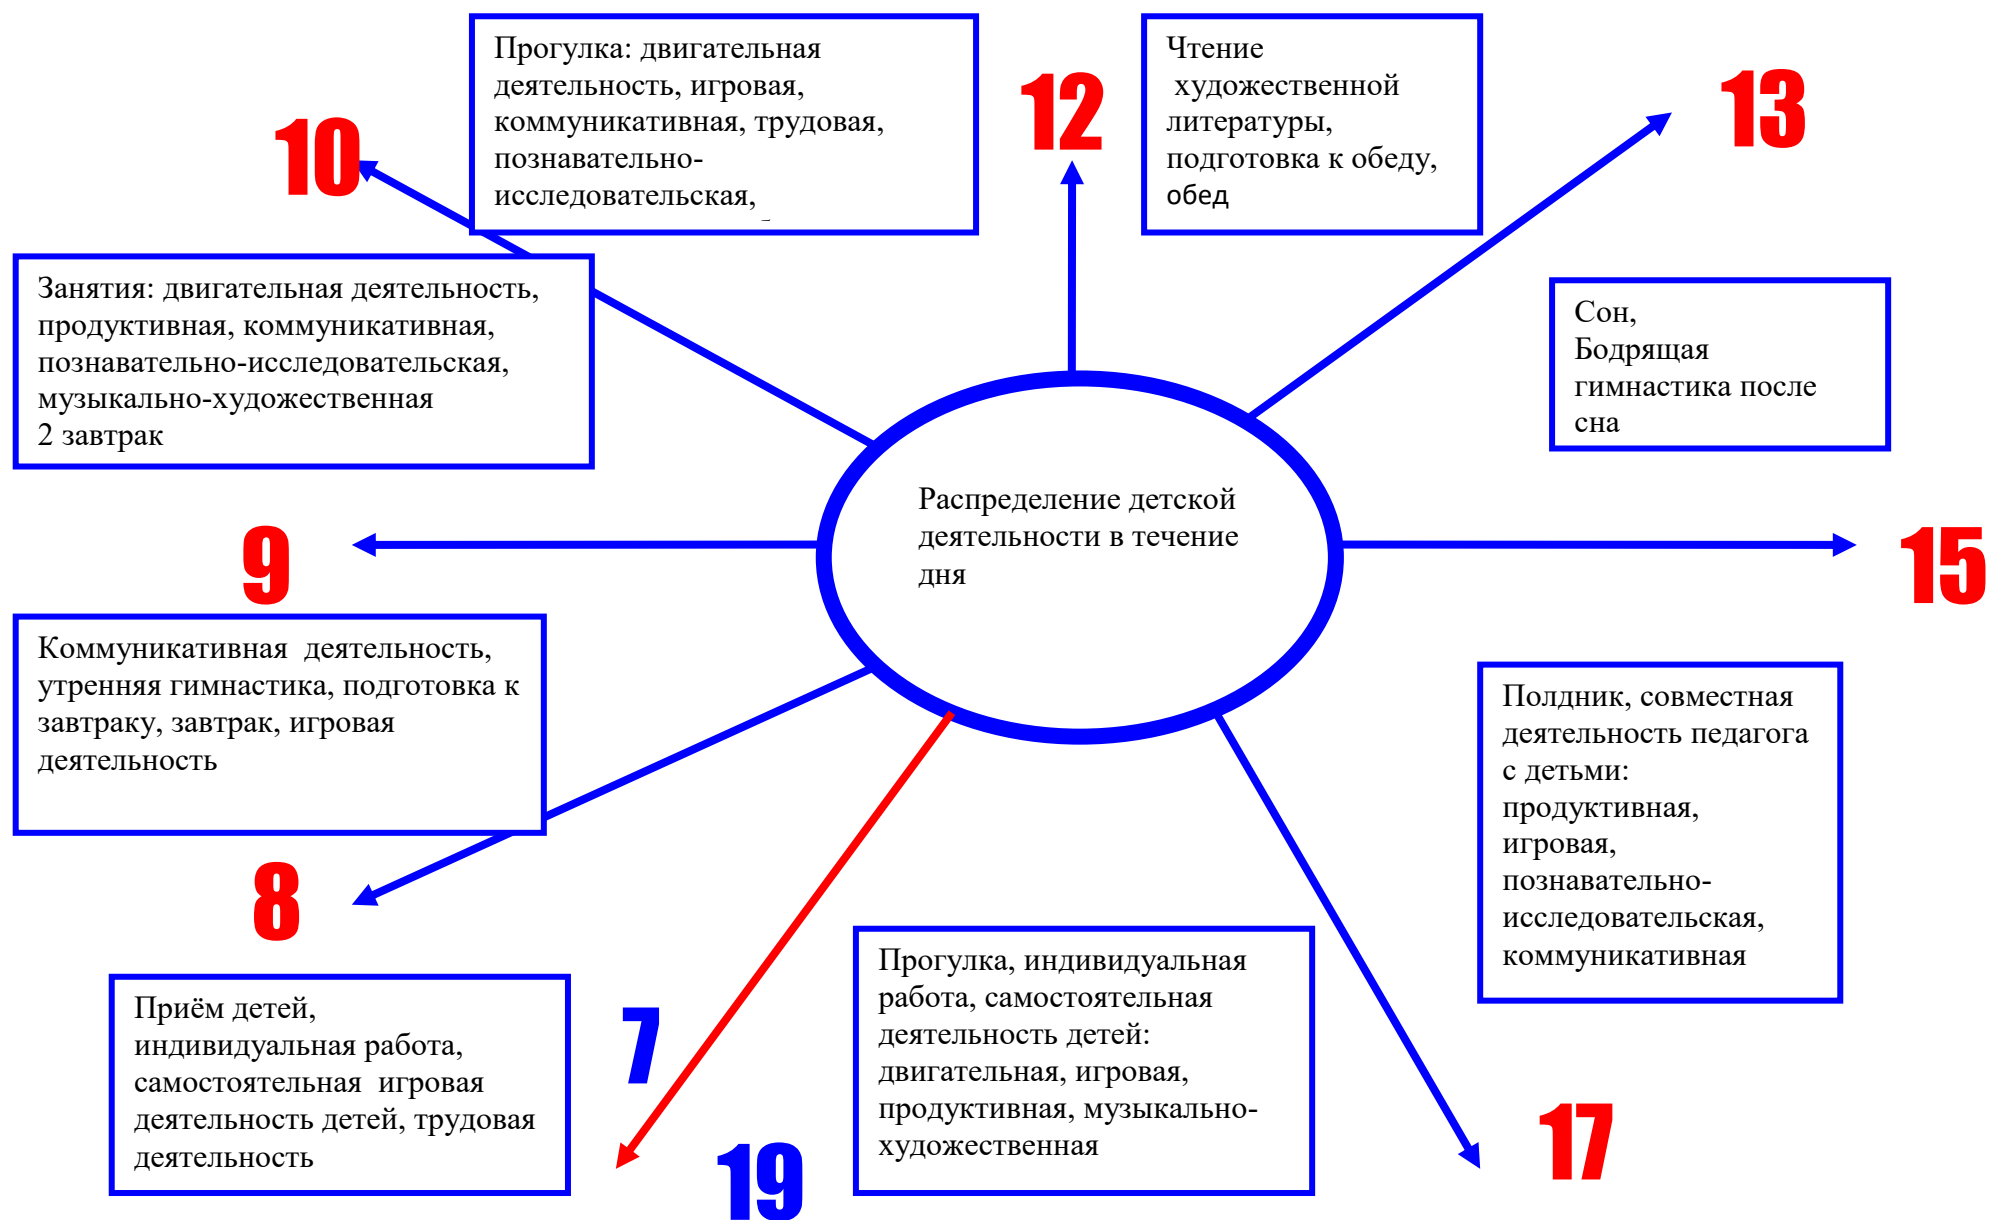 Прогулка: двигательная
деятельность, игровая,
коммуникативная, трудовая,
познавательно-
исследовательская,
12
Чтение
художественной
литературы,
подготовка к обеду,
обед
13
10
Занятия: двигательная деятельность,
продуктивная, коммуникативная,
познавательно-исследовательская,
музыкально-художественная
2 завтрак
Сон,
Бодрящая
гимнастика после
сна
Распределение детской
деятельности в течение
дня
9
15
Коммуникативная деятельность,
утренняя гимнастика, подготовка к
завтраку, завтрак, игровая
деятельность
Полдник, совместная
деятельность педагога
с детьми:
продуктивная,
игровая,
познавательно-
исследовательская,
коммуникативная
8
Приём детей,
индивидуальная работа,
самостоятельная игровая
деятельность детей, трудовая
деятельность
7
19
Прогулка, индивидуальная
работа, самостоятельная
деятельность детей:
двигательная, игровая,
продуктивная, музыкально-
художественная
17